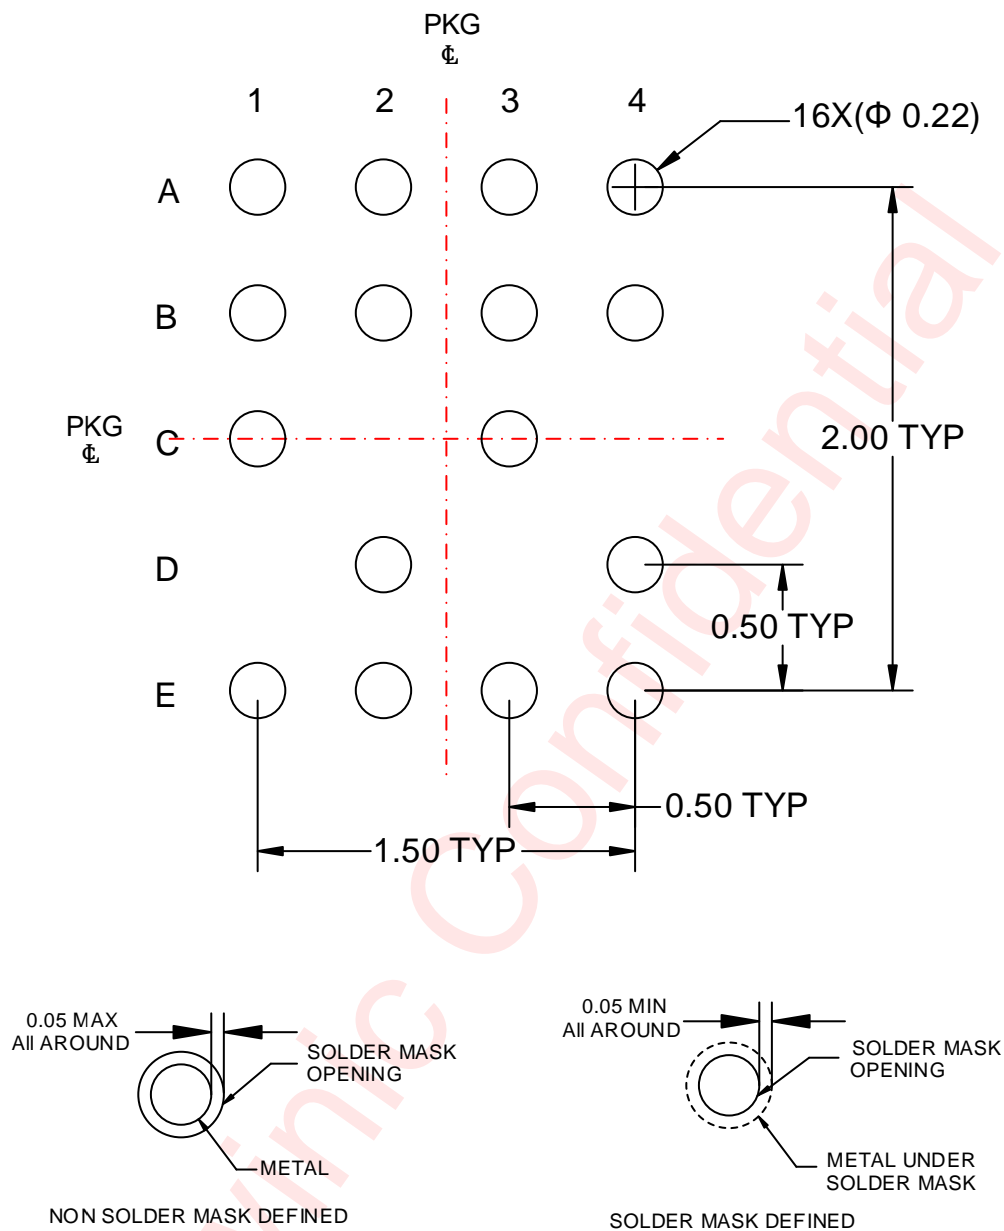 PKG
℄
1 2 3 4
16X(Φ 0.22)
A
B
PKG
℄
C
2.00 TYP
D
0.50 TYP
E
0.50 TYP
1.50 TYP
0.05 MAX
All AROUND
SOLDER MASK
OPENING
METAL
NON SOLDER MASK DEFINED
0.05 MIN
All AROUND
SOLDER MASK
OPENING
METAL UNDER
SOLDER MASK
SOLDER MASK DEFINED
Confidential